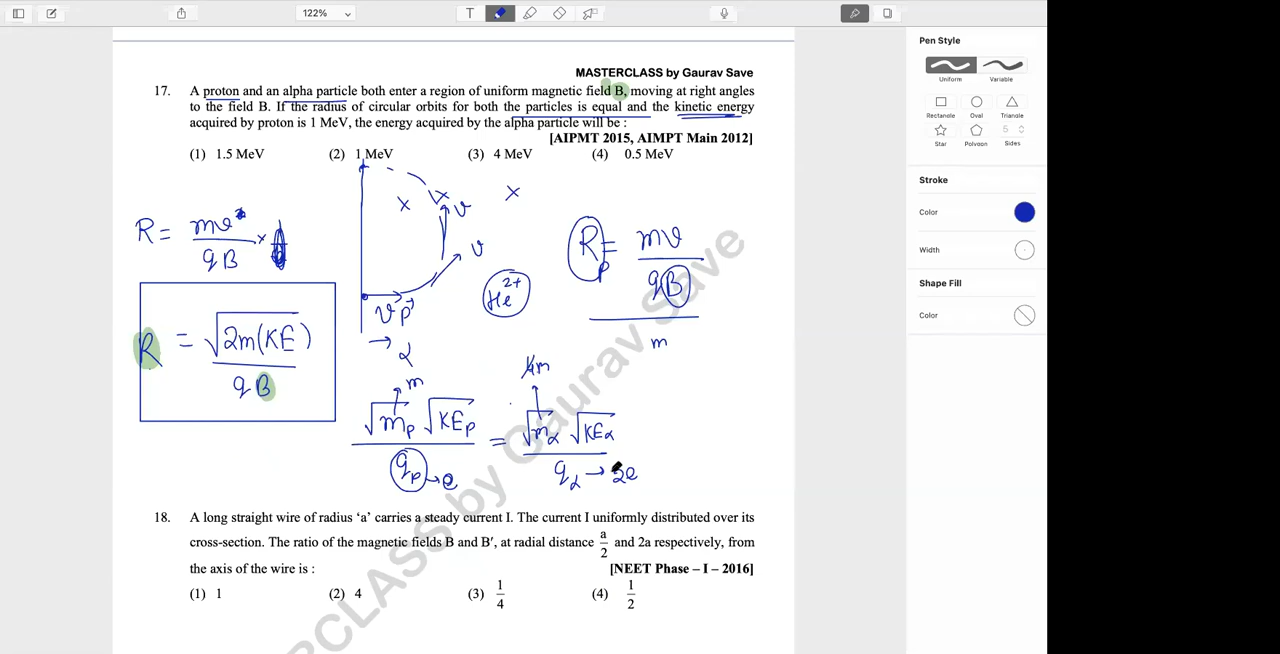 122%
T
Pen Style
Uniform
Variable
Rectangle
Oval
Triangle
Star
Polygon
5
Sides
Stroke
Color
Width
Shape Fill
Color
MASTERCLASS by Gaurav Save
17. A proton and an alpha particle both enter a region of uniform magnetic field B, moving at right angles
to the field B. If the radius of circular orbits for both the particles is equal and the kinetic energy
acquired by proton is 1 MeV, the energy acquired by the alpha particle will be :
[AIPMT 2015, AIMPT Main 2012]
(1) 1.5 MeV (2) 1 MeV (3) 4 MeV (4) 0.5 MeV
R = mv / qB ×
R = √2m(KE) / qB
× × ×
v
v
v p+
→ α
He2+
Rp = mv / qB
m
m
4m
√mp √KEp / qp → e = √mα √KEα / qα → 2e
18. A long straight wire of radius ‘a’ carries a steady current I. The current I uniformly distributed over its
cross-section. The ratio of the magnetic fields B and B′, at radial distance a/2 and 2a respectively, from
the axis of the wire is :
[NEET Phase – I – 2016]
(1) 1 (2) 4 (3) 1/4 (4) 1/2
RCLASS by Gaurav Save